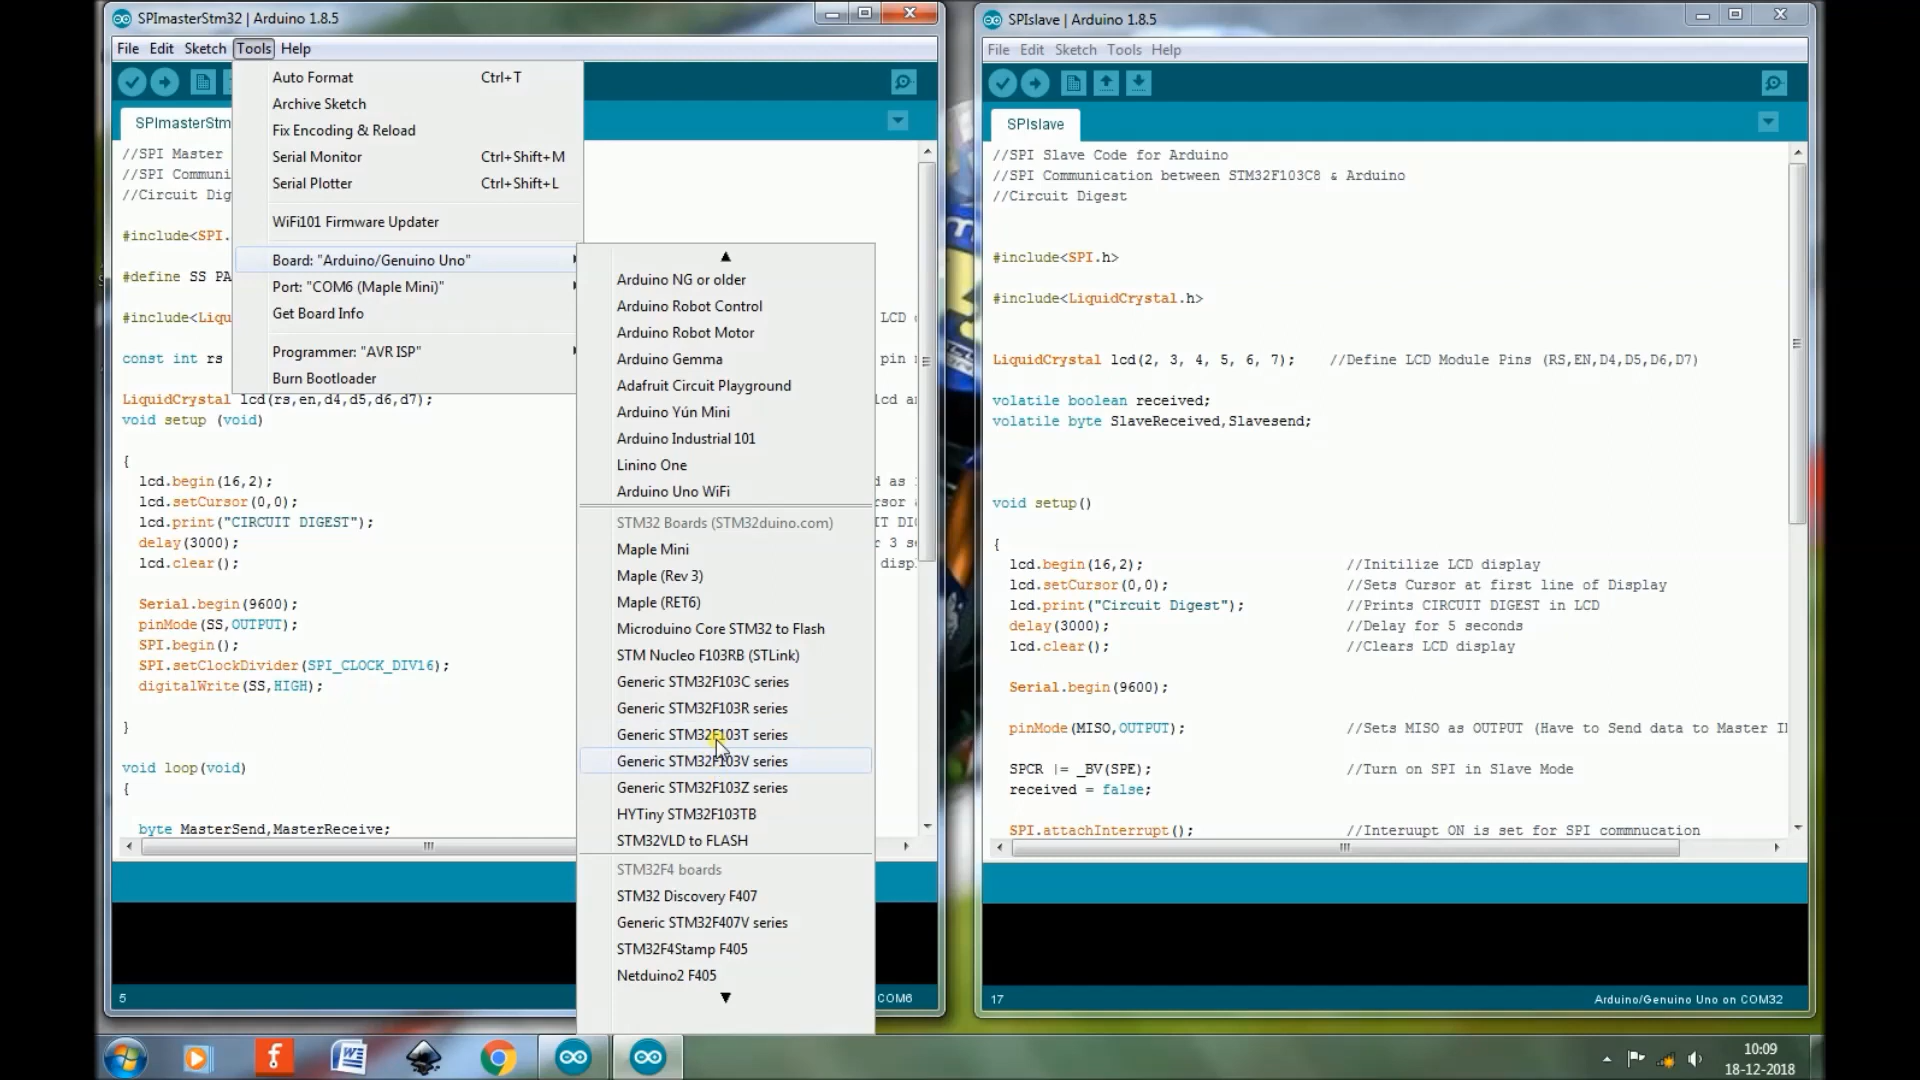 SPImasterStm32 | Arduino 1.8.5
File Edit Sketch Tools Help
SPImasterStm
//SPI Master
//SPI Communi
//Circuit Dig
#include<SPI.
#define SS PA
#include<Liqu
const int rs
LiquidCrystal lcd(rs,en,d4,d5,d6,d7);
void setup (void)
{
lcd.begin(16,2);
lcd.setCursor(0,0);
lcd.print("CIRCUIT DIGEST");
delay(3000);
lcd.clear();
Serial.begin(9600);
pinMode(SS,OUTPUT);
SPI.begin();
SPI.setClockDivider(SPI_CLOCK_DIV16);
digitalWrite(SS,HIGH);
}
void loop(void)
{
byte MasterSend,MasterReceive;
5
COM6
Auto Format Ctrl+T
Archive Sketch
Fix Encoding & Reload
Serial Monitor Ctrl+Shift+M
Serial Plotter Ctrl+Shift+L
WiFi101 Firmware Updater
Board: "Arduino/Genuino Uno"
Port: "COM6 (Maple Mini)"
Get Board Info
Programmer: "AVR ISP"
Burn Bootloader
Arduino NG or older
Arduino Robot Control
Arduino Robot Motor
Arduino Gemma
Adafruit Circuit Playground
Arduino Yún Mini
Arduino Industrial 101
Linino One
Arduino Uno WiFi
STM32 Boards (STM32duino.com)
Maple Mini
Maple (Rev 3)
Maple (RET6)
Microduino Core STM32 to Flash
STM Nucleo F103RB (STLink)
Generic STM32F103C series
Generic STM32F103R series
Generic STM32F103T series
Generic STM32F103V series
Generic STM32F103Z series
HYTiny STM32F103TB
STM32VLD to FLASH
STM32F4 boards
STM32 Discovery F407
Generic STM32F407V series
STM32F4Stamp F405
Netduino2 F405
LCD
pin
lcd a
d as
rsor
IT DI
r 3 s
disp
SPIslave | Arduino 1.8.5
File Edit Sketch Tools Help
SPIslave
//SPI Slave Code for Arduino
//SPI Communication between STM32F103C8 & Arduino
//Circuit Digest
#include<SPI.h>
#include<LiquidCrystal.h>
LiquidCrystal lcd(2, 3, 4, 5, 6, 7); //Define LCD Module Pins (RS,EN,D4,D5,D6,D7)
volatile boolean received;
volatile byte SlaveReceived,Slavesend;
void setup()
{
lcd.begin(16,2); //Initilize LCD display
lcd.setCursor(0,0); //Sets Cursor at first line of Display
lcd.print("Circuit Digest"); //Prints CIRCUIT DIGEST in LCD
delay(3000); //Delay for 5 seconds
lcd.clear(); //Clears LCD display
Serial.begin(9600);
pinMode(MISO,OUTPUT); //Sets MISO as OUTPUT (Have to Send data to Master I
SPCR |= _BV(SPE); //Turn on SPI in Slave Mode
received = false;
SPI.attachInterrupt(); //Interuupt ON is set for SPI commnucation
17
Arduino/Genuino Uno on COM32
10:09
18-12-2018